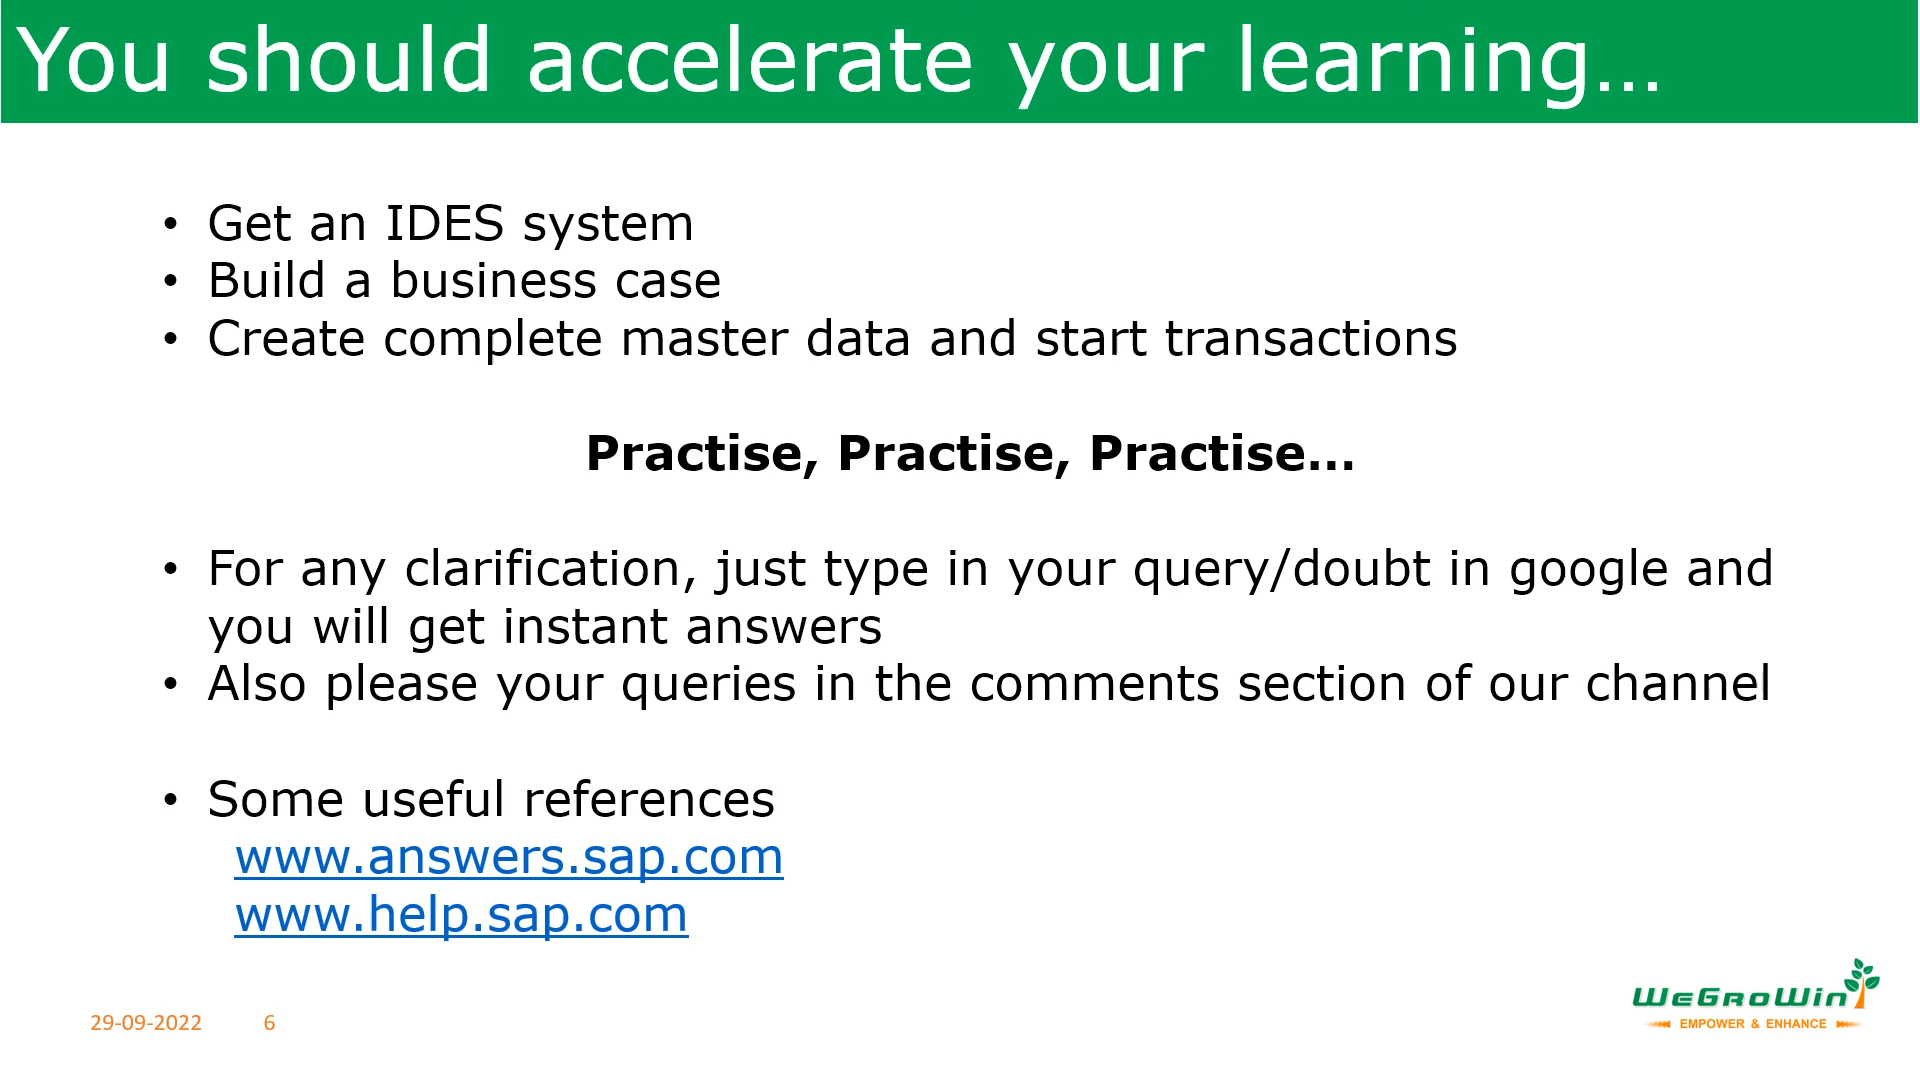 You should accelerate your learning…
• Get an IDES system
• Build a business case
• Create complete master data and start transactions
Practise, Practise, Practise…
• For any clarification, just type in your query/doubt in google and
you will get instant answers
• Also please your queries in the comments section of our channel
• Some useful references
www.answers.sap.com
www.help.sap.com
29-09-2022 6
WeGroWin
EMPOWER & ENHANCE